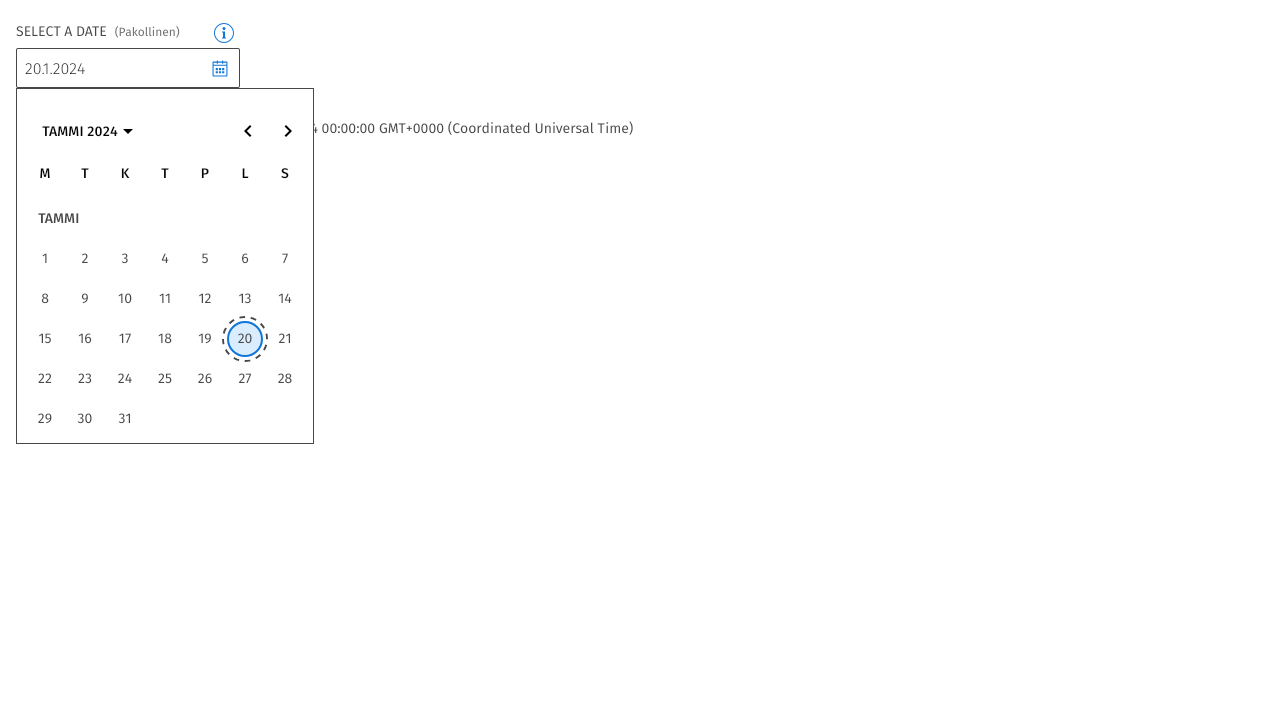 SELECT A DATE (Pakollinen)
20.1.2024
TAMMI 2024
00:00:00 GMT+0000 (Coordinated Universal Time)
M T K T P L S
TAMMI
1 2 3 4 5 6 7
8 9 10 11 12 13 14
15 16 17 18 19 20 21
22 23 24 25 26 27 28
29 30 31